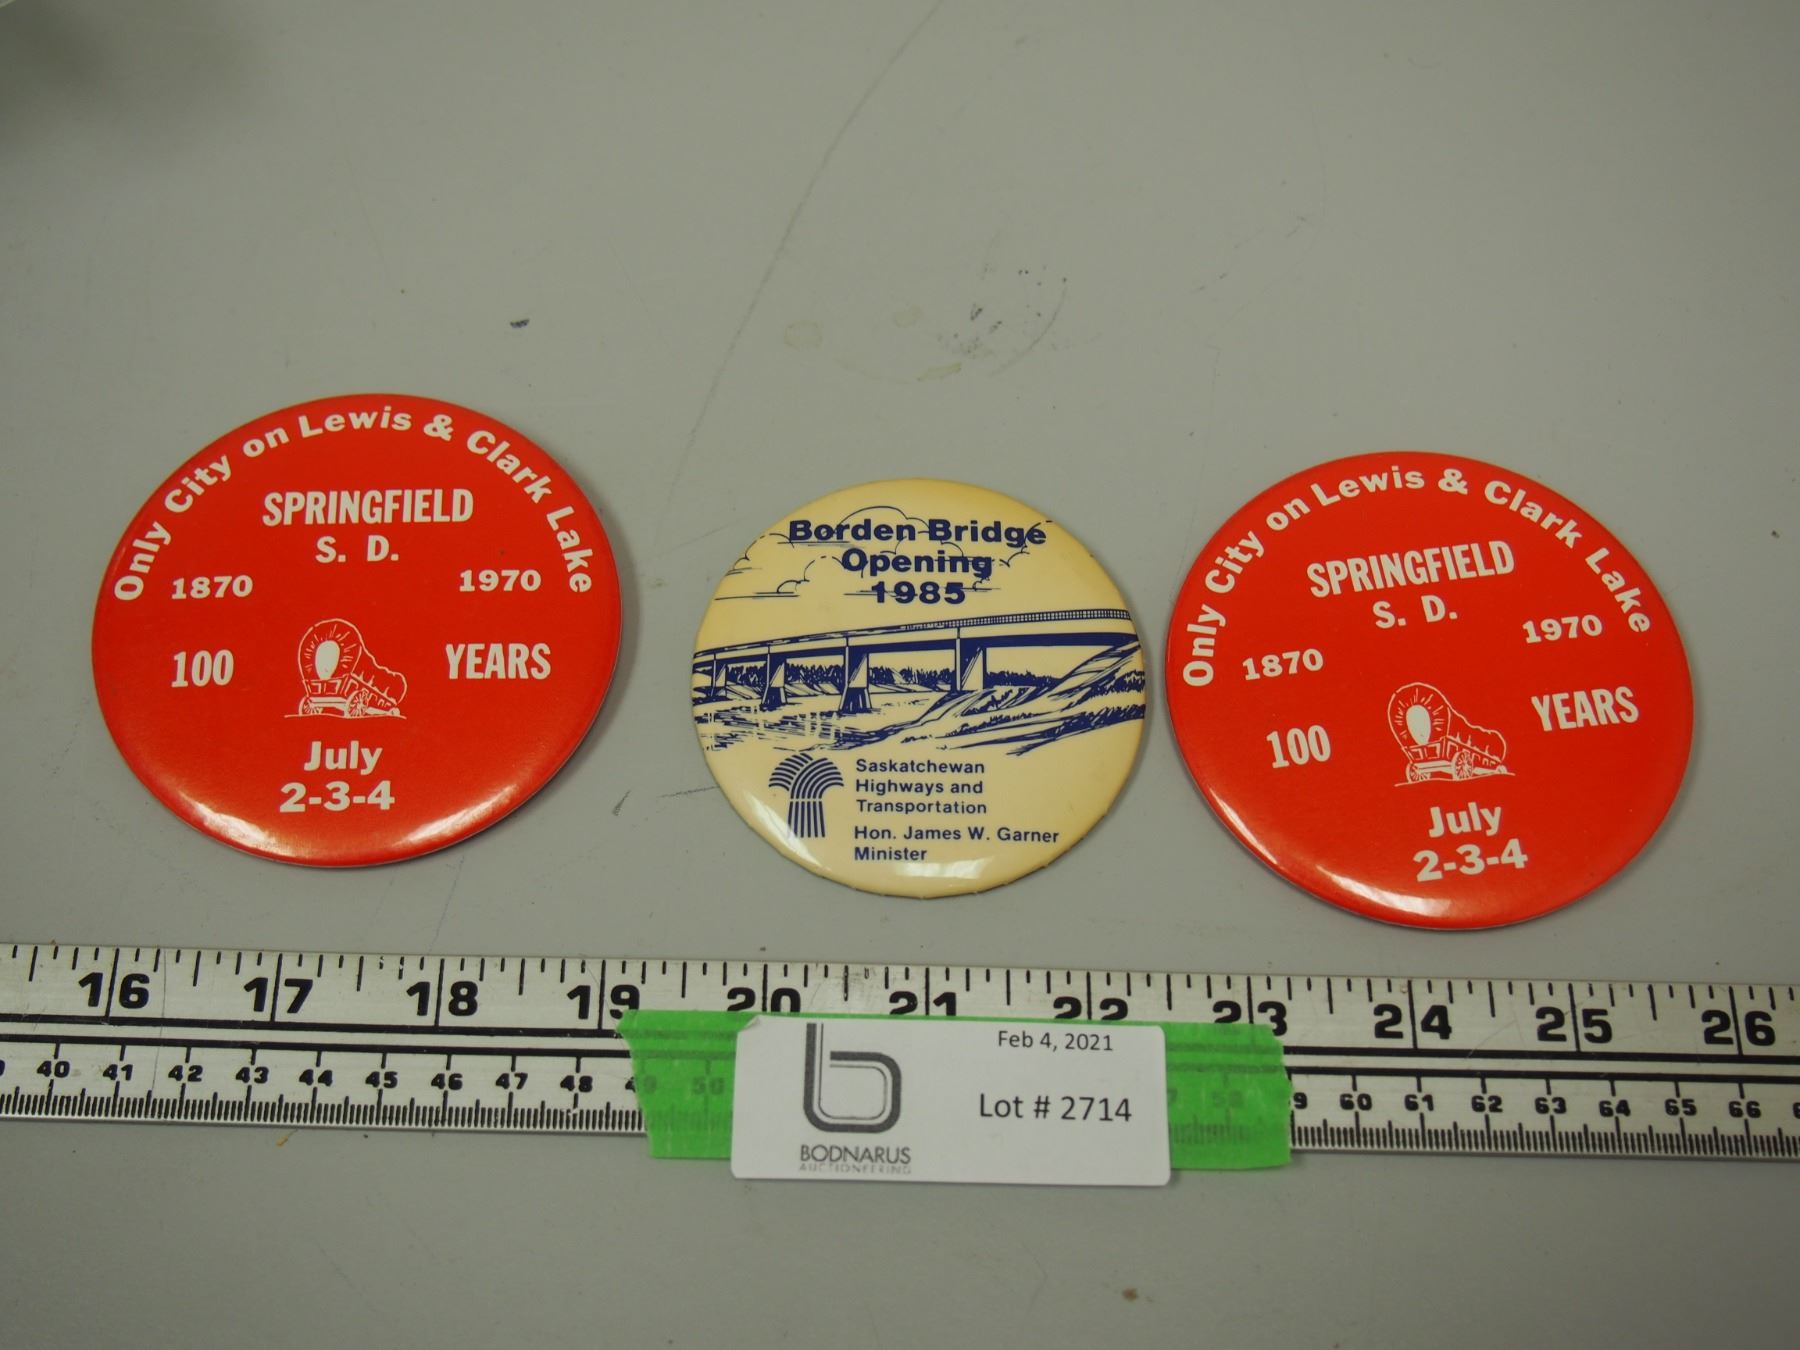 Only City on Lewis & Clark Lake
SPRINGFIELD
S. D.
1870 1970
100 YEARS
July
2-3-4
Borden Bridge
Opening
1985
Saskatchewan
Highways and
Transportation
Hon. James W. Garner
Minister
Only City on Lewis & Clark Lake
SPRINGFIELD
S. D.
1870 1970
100 YEARS
July
2-3-4
16 17 18 19 20 21 22 23 24 25 26
40 41 42 43 44 45 46 47 48 49 50 58 59 60 61 62 63 64 65 66
Feb 4, 2021
Lot # 2714
BODNARUS
AUCTIONEERING